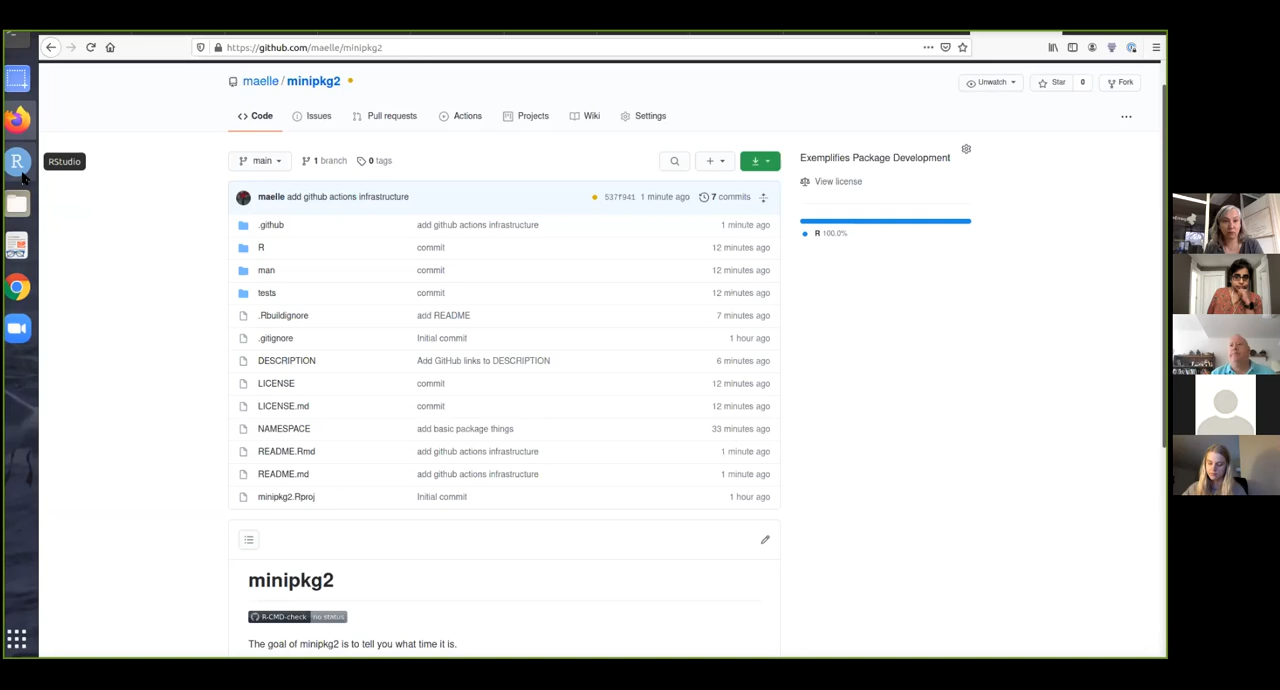 https://github.com/maelle/minipkg2
maelle / minipkg2
Unwatch
Star 0
Fork
<> Code
Issues
Pull requests
Actions
Projects
Wiki
Settings
R
RStudio
main
1 branch
0 tags
Exemplifies Package Development
View license
R 100.0%
maelle add github actions infrastructure 537f941 1 minute ago 7 commits
.github add github actions infrastructure 1 minute ago
R commit 12 minutes ago
man commit 12 minutes ago
tests commit 12 minutes ago
.Rbuildignore add README 7 minutes ago
.gitignore Initial commit 1 hour ago
DESCRIPTION Add GitHub links to DESCRIPTION 6 minutes ago
LICENSE commit 12 minutes ago
LICENSE.md commit 12 minutes ago
NAMESPACE add basic package things 33 minutes ago
README.Rmd add github actions infrastructure 1 minute ago
README.md add github actions infrastructure 1 minute ago
minipkg2.Rproj Initial commit 1 hour ago
minipkg2
R-CMD-check no status
The goal of minipkg2 is to tell you what time it is.